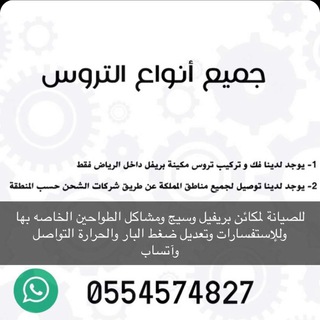 جميع أنواع التروس
1- يوجد لدينا فك و تركيب تروس مكينة بريفل داخل الرياض فقط
2- يوجد لدينا توصيل لجميع مناطق المملكة عن طريق شركات الشحن حسب المنطقة
للصيانة لمكائن بريفيل وسيج ومشاكل الطواحين الخاصه بها
وللإستفسارات وتعديل ضغط البار والحرارة التواصل
وآتساب
0554574827